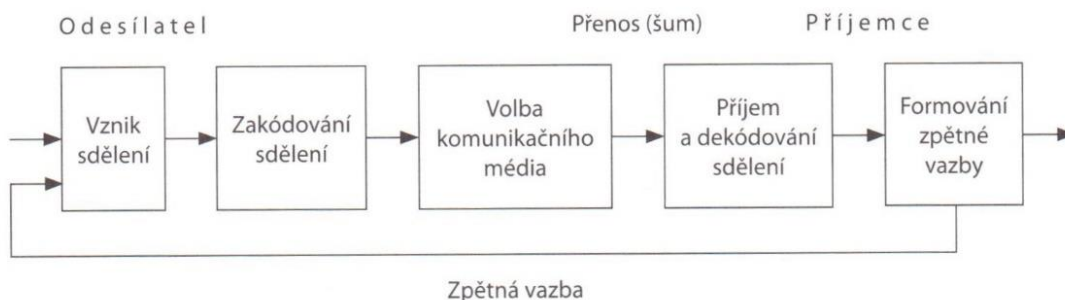 Odesílatel
Přenos (šum)
Příjemce
Vznik
sdělení
Zakódování
sdělení
Volba
komunikačního
média
Příjem
a dekódování
sdělení
Formování
zpětné
vazby
Zpětná vazba